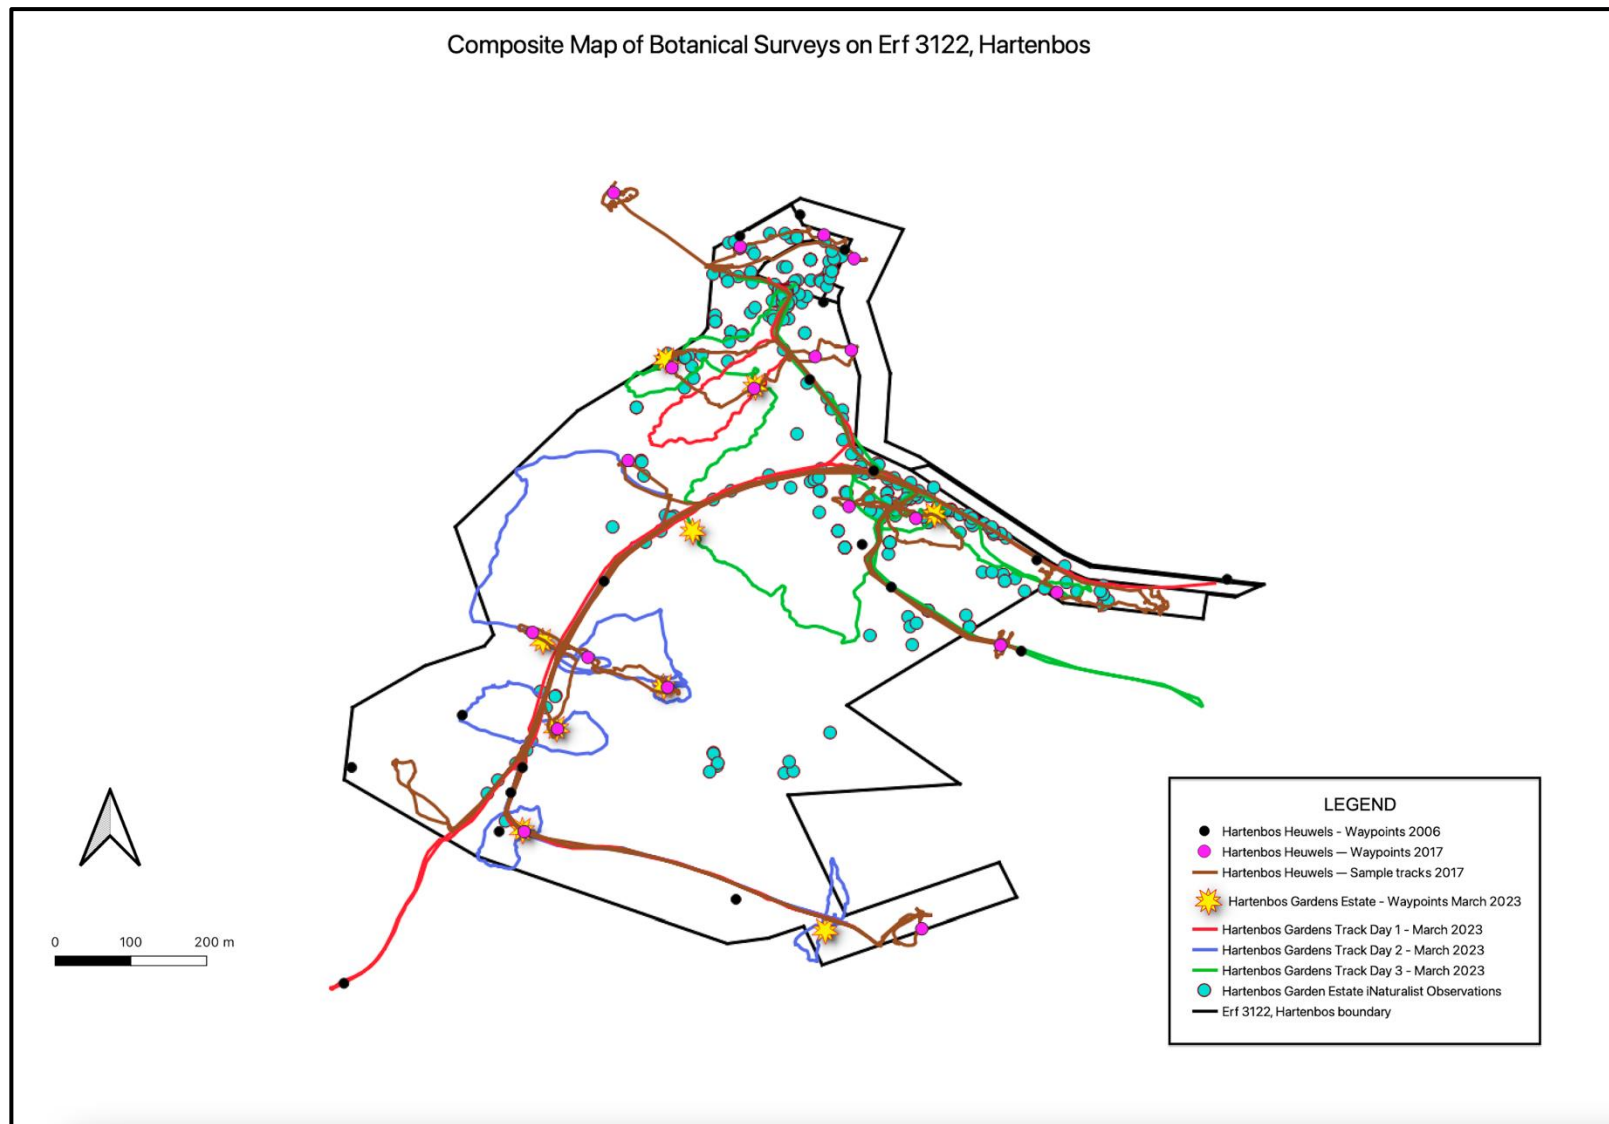 Composite Map of Botanical Surveys on Erf 3122, Hartenbos
LEGEND
Hartenbos Heuwels - Waypoints 2006
Hartenbos Heuwels — Waypoints 2017
Hartenbos Heuwels — Sample tracks 2017
Hartenbos Gardens Estate - Waypoints March 2023
Hartenbos Gardens Track Day 1 - March 2023
Hartenbos Gardens Track Day 2 - March 2023
Hartenbos Gardens Track Day 3 - March 2023
Hartenbos Garden Estate iNaturalist Observations
Erf 3122, Hartenbos boundary
0 100 200 m